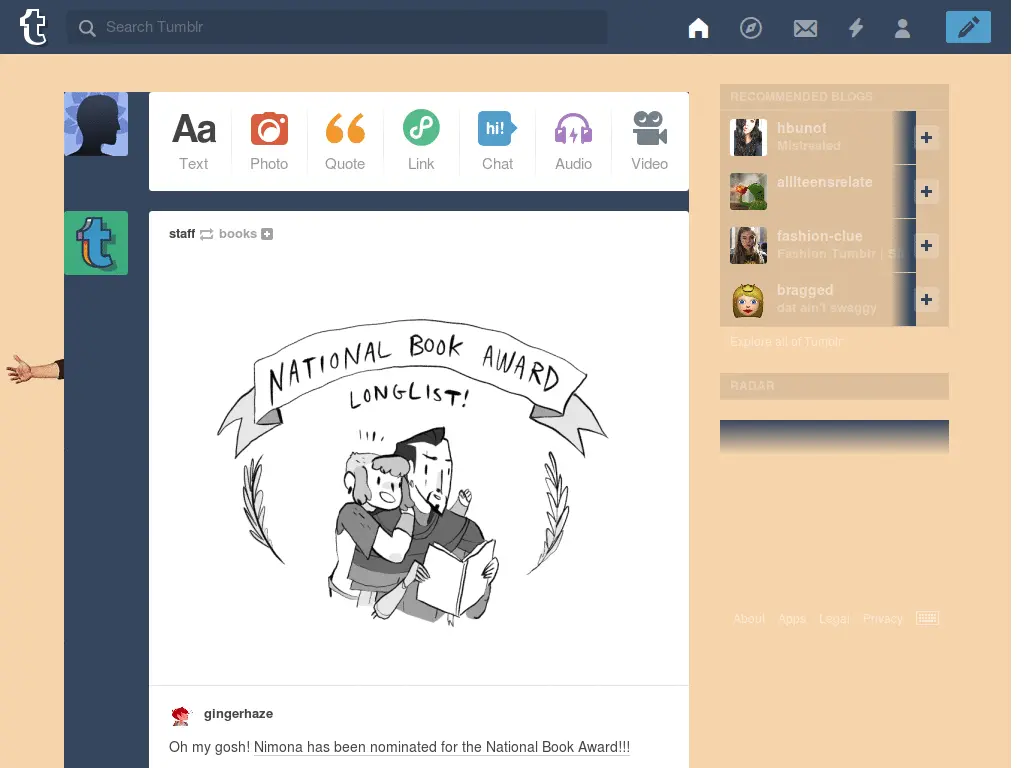 Search Tumblr
Aa
hi!
Text
Photo
Quote
Link
Chat
Audio
Video
staff books
NATIONAL BOOK AWARD
LONGLIST!
gingerhaze
Oh my gosh! Nimona has been nominated for the National Book Award!!!
RECOMMENDED BLOGS
hbunot
Mistreated
allteensrelate
fashion-clue
Fashion Tumblr |
bragged
dat ain't swaggy
Explore all of Tumblr
RADAR
About Apps Legal Privacy